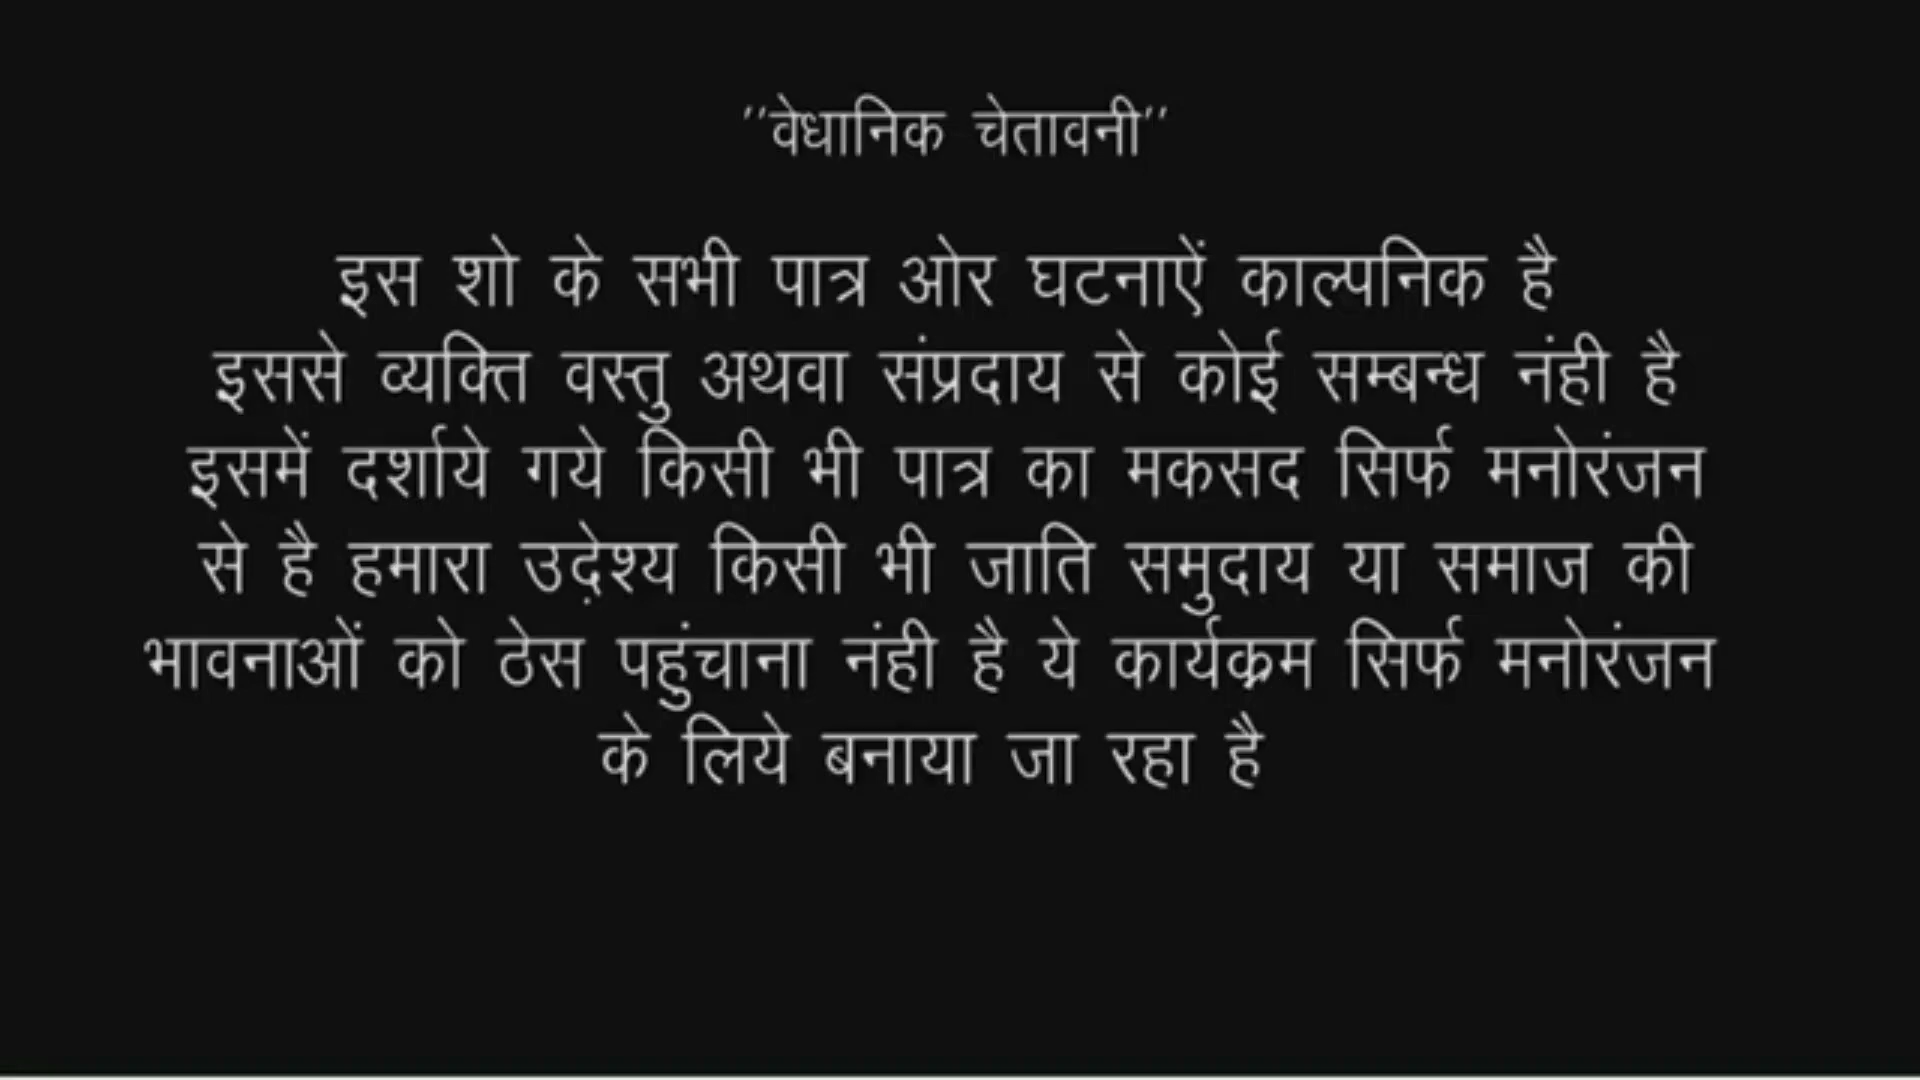 "वेधानिक चेतावनी"
इस शो के सभी पात्र ओर घटनाऐं काल्पनिक है
इससे व्यक्ति वस्तु अथवा संप्रदाय से कोई सम्बन्ध नंही है
इसमें दर्शाये गये किसी भी पात्र का मकसद सिर्फ मनोरंजन
से है हमारा उद़ेश्य किसी भी जाति समुदाय या समाज की
भावनाओं को ठेस पहुंचाना नंही है ये कार्यक्रम सिर्फ मनोरंजन
के लिये बनाया जा रहा है